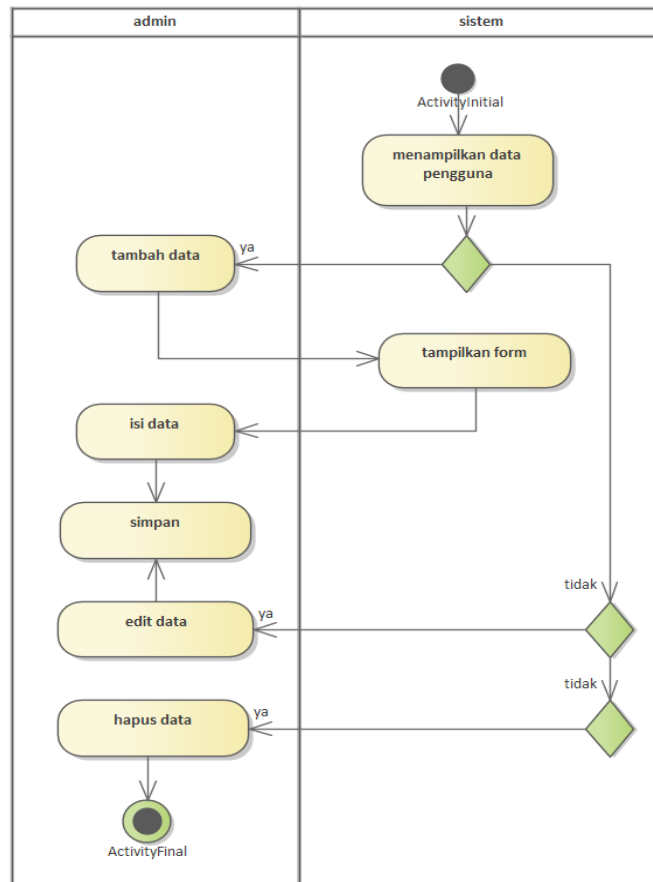 admin
sistem
ActivityInitial
menampilkan data
pengguna
ya
tambah data
tampilkan form
isi data
simpan
tidak
ya
edit data
tidak
ya
hapus data
ActivityFinal